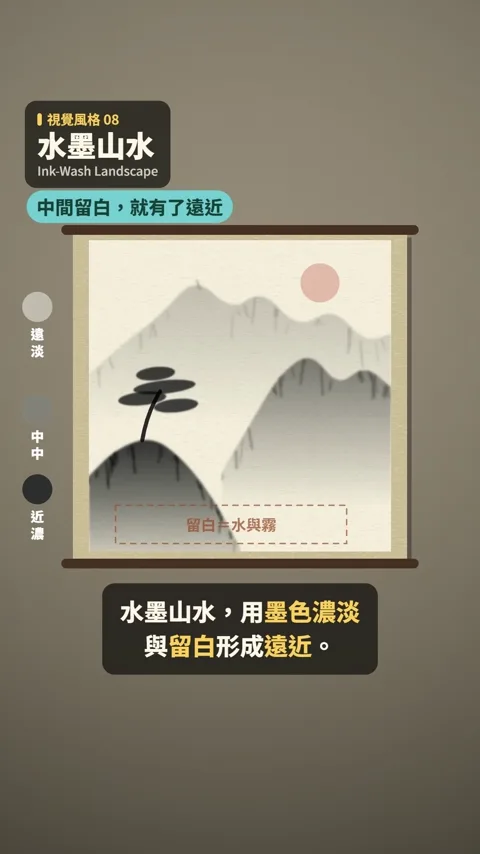 視覺風格 08
水墨山水
Ink-Wash Landscape
中間留白，就有了遠近
遠
淡
中
中
近
濃
留白＝水與霧
水墨山水，用墨色濃淡
與留白形成遠近。